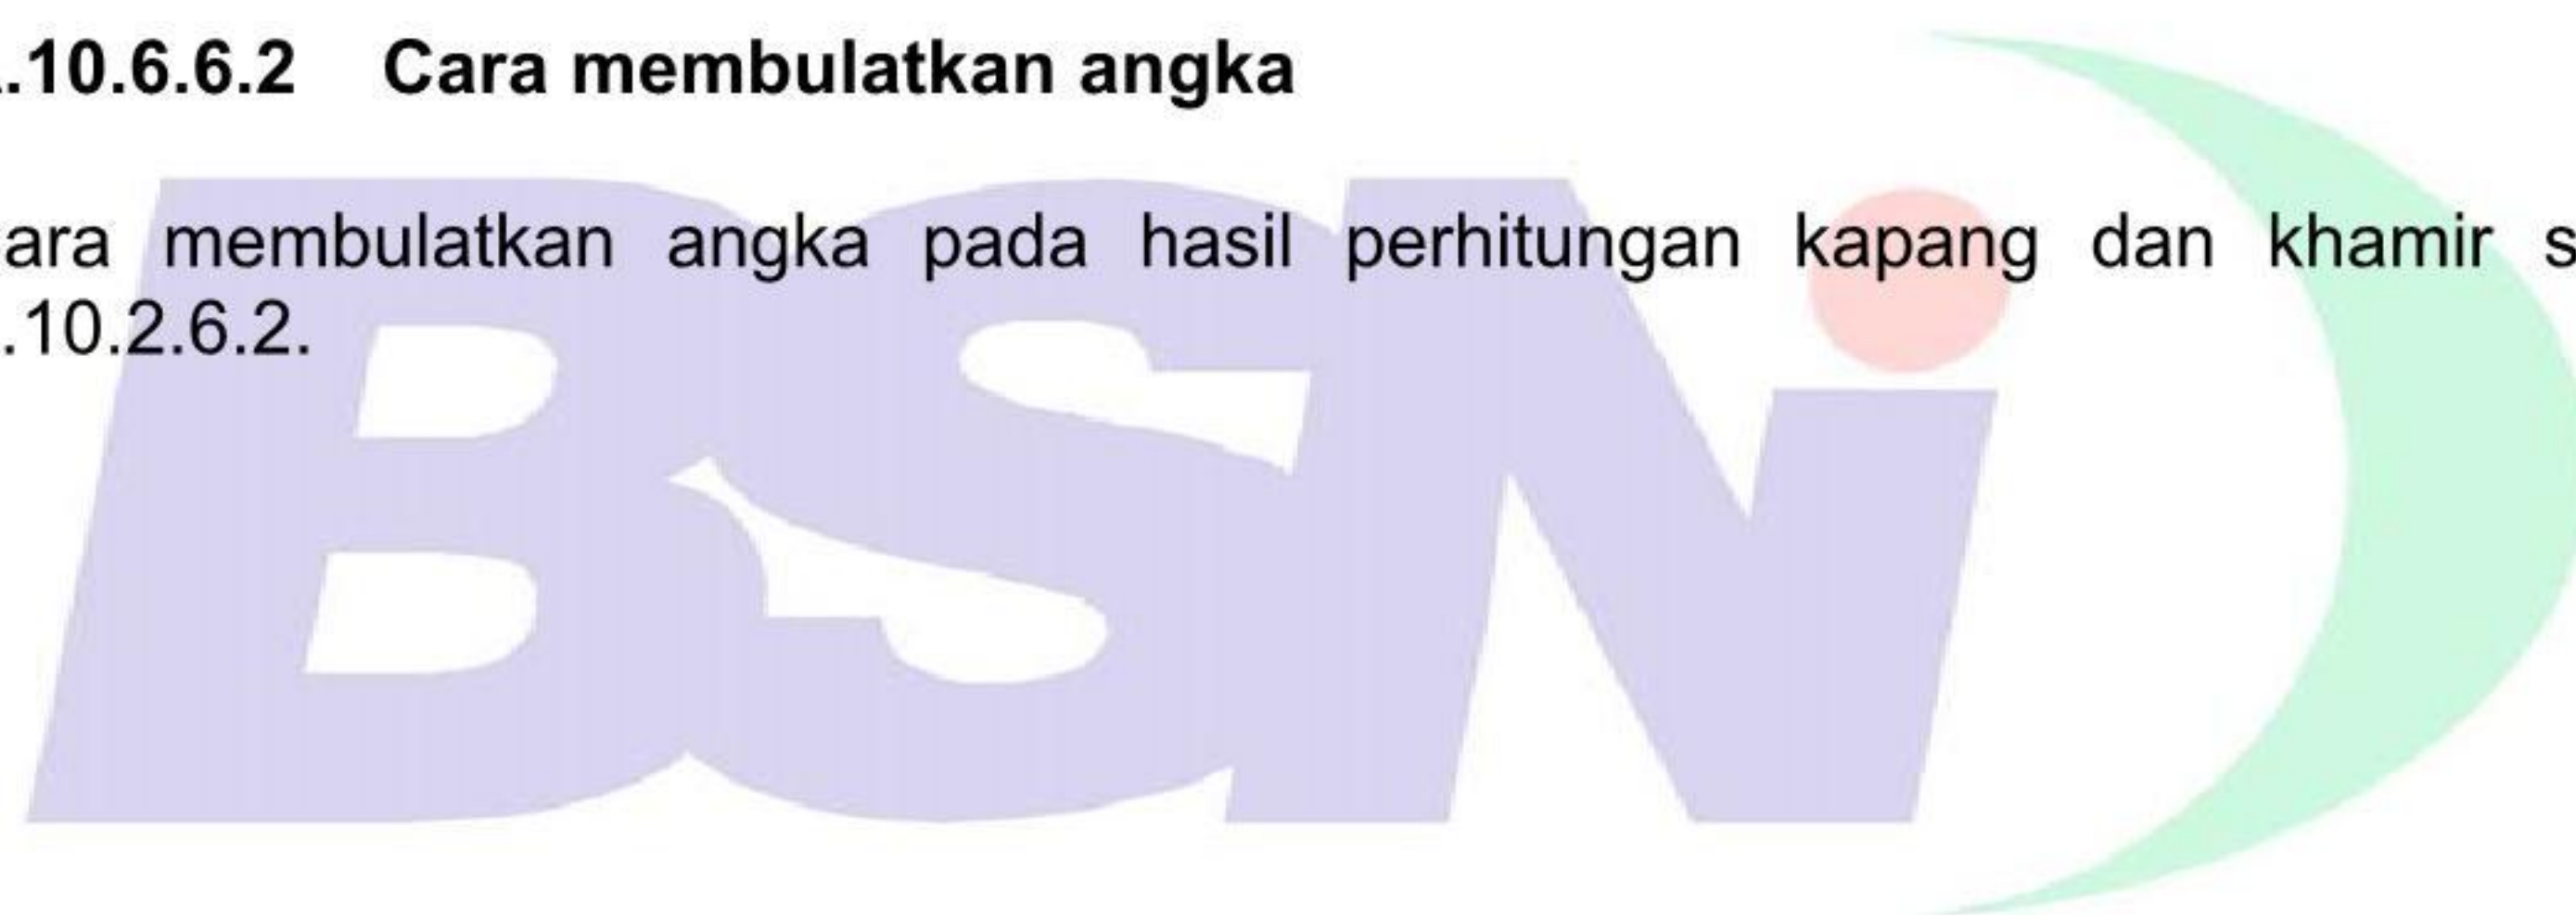 .10.6.6.2 Cara membulatkan angka
ara membulatkan angka pada hasil perhitungan kapang dan khamir s
.10.2.6.2.
BSNi